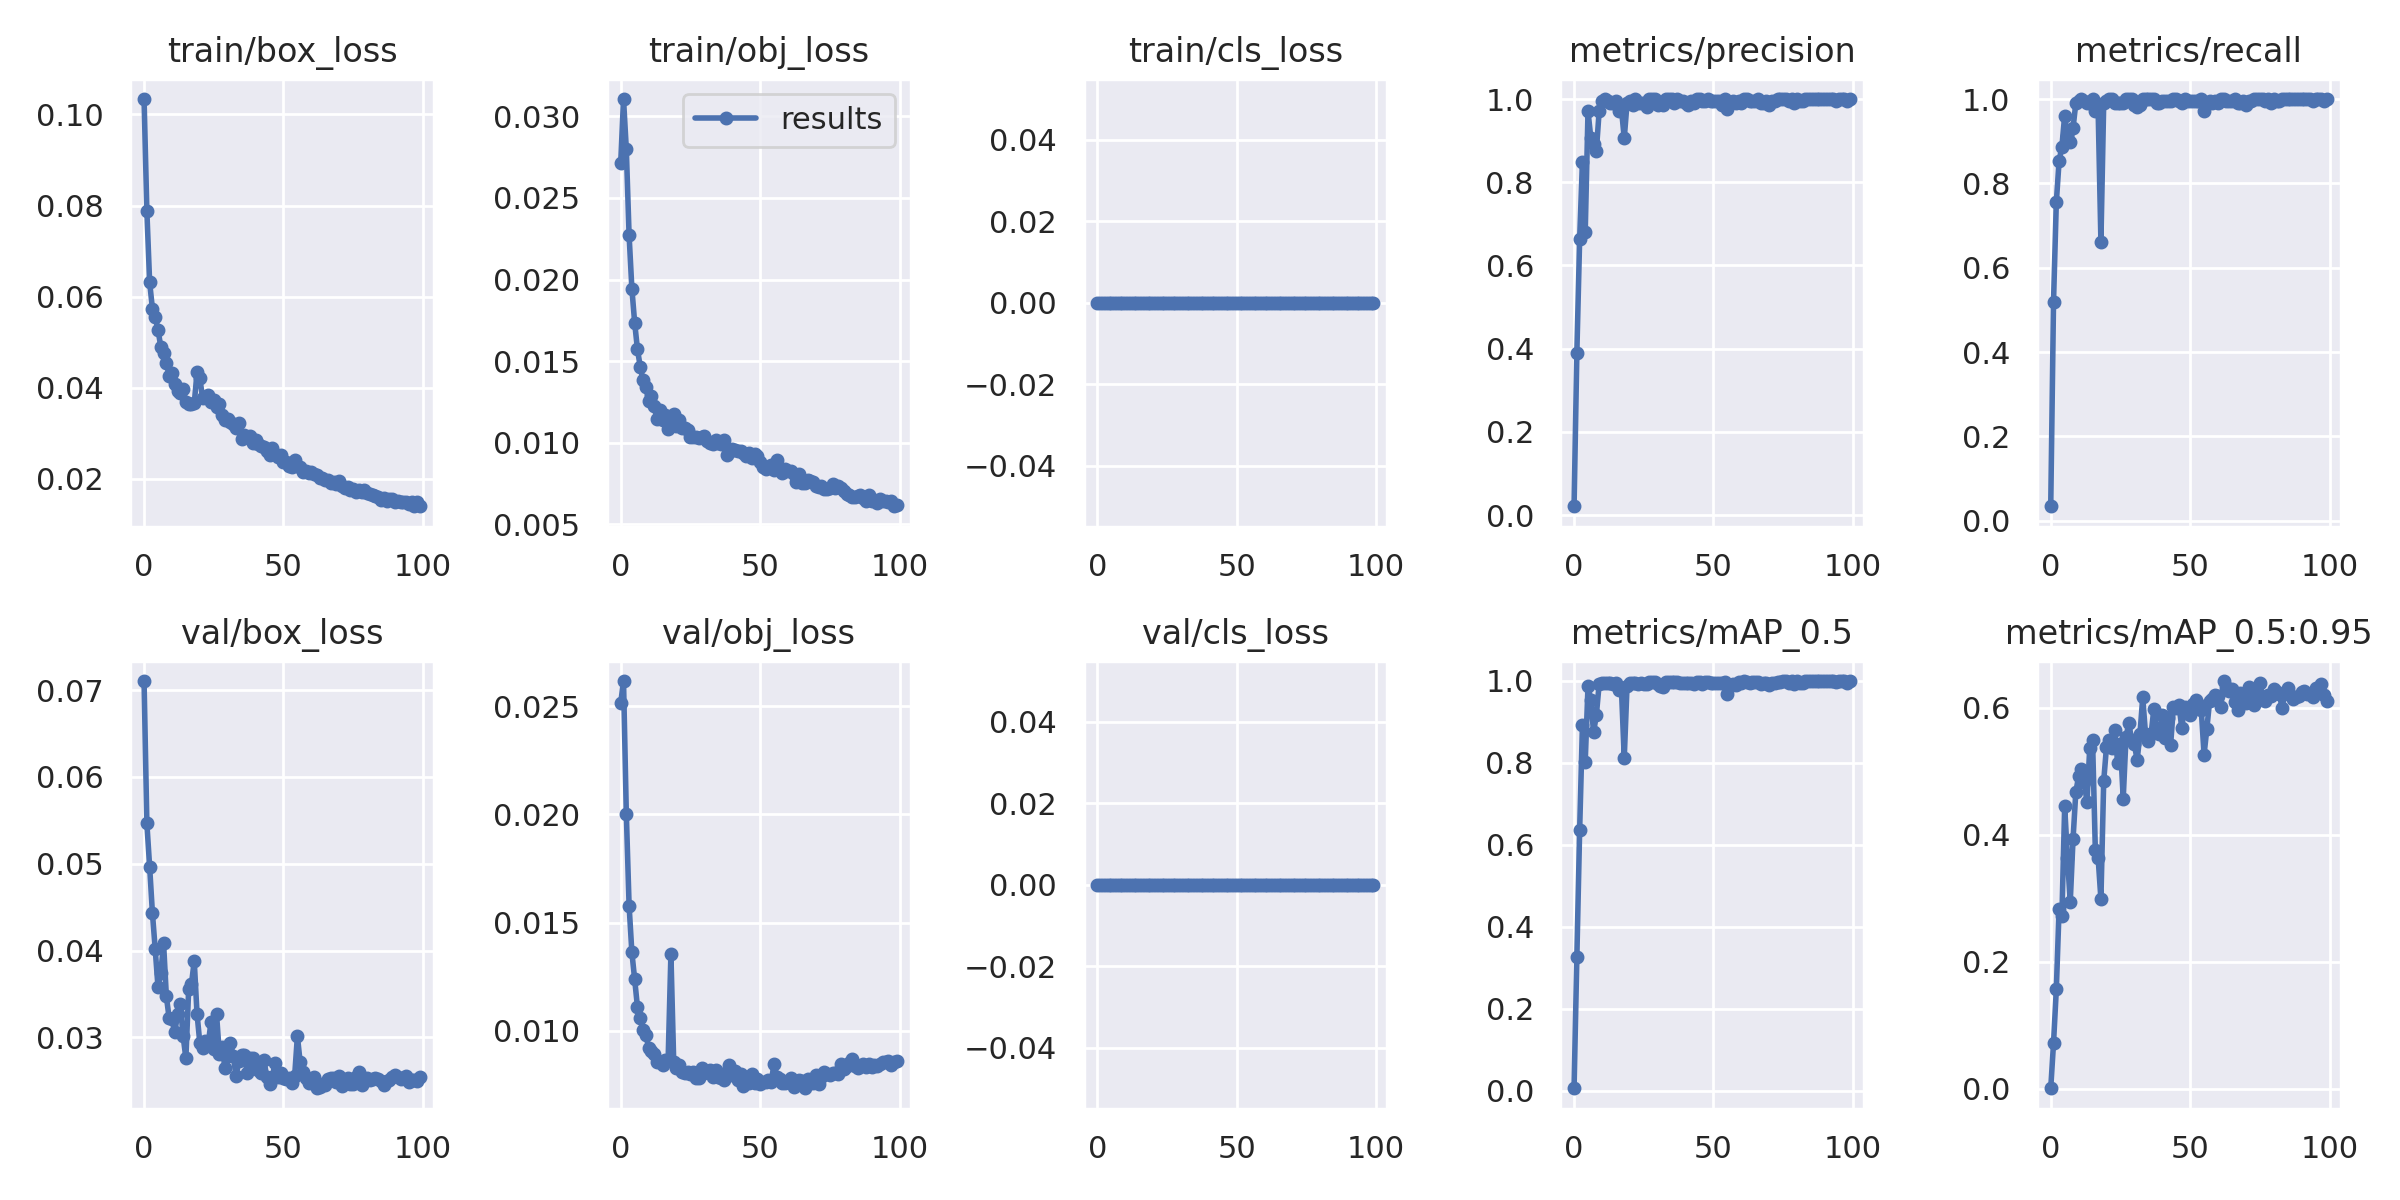 train/box_loss
0.10
0.08
0.06
0.04
0.02
0 50 100
train/obj_loss
results
0.030
0.025
0.020
0.015
0.010
0.005
0 50 100
train/cls_loss
0.04
0.02
0.00
−0.02
−0.04
0 50 100
metrics/precision
1.0
0.8
0.6
0.4
0.2
0.0
0 50 100
metrics/recall
1.0
0.8
0.6
0.4
0.2
0.0
0 50 100
val/box_loss
0.07
0.06
0.05
0.04
0.03
0 50 100
val/obj_loss
0.025
0.020
0.015
0.010
0 50 100
val/cls_loss
0.04
0.02
0.00
−0.02
−0.04
0 50 100
metrics/mAP_0.5
1.0
0.8
0.6
0.4
0.2
0.0
0 50 100
metrics/mAP_0.5:0.95
0.6
0.4
0.2
0.0
0 50 100